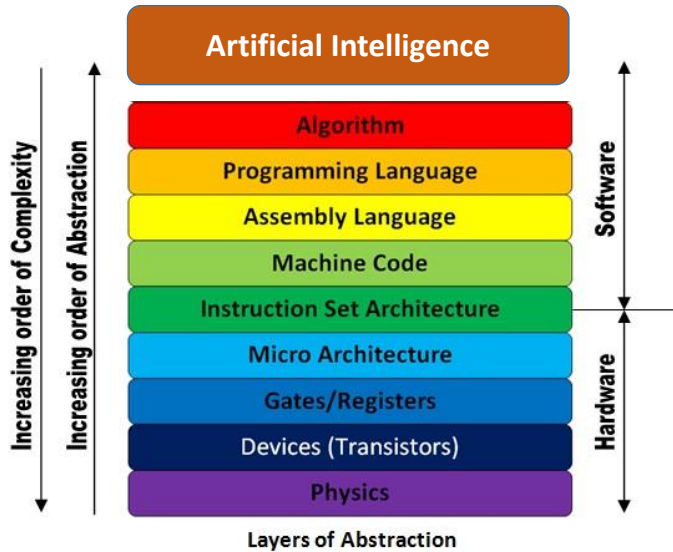 Artificial Intelligence
Increasing order of Complexity
Increasing order of Abstraction
Algorithm
Programming Language
Assembly Language
Machine Code
Instruction Set Architecture
Micro Architecture
Gates/Registers
Devices (Transistors)
Physics
Software
Hardware
Layers of Abstraction